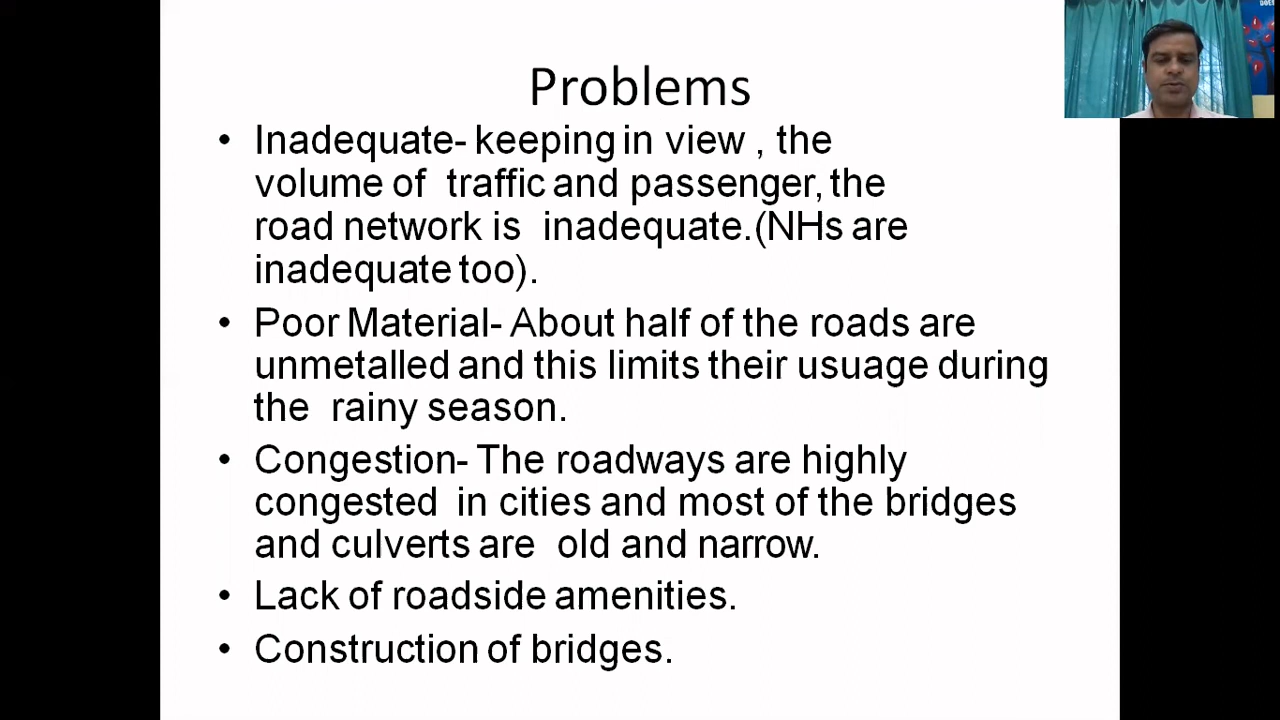 Problems
• Inadequate- keeping in view , the
volume of traffic and passenger, the
road network is inadequate.(NHs are
inadequate too).
• Poor Material- About half of the roads are
unmetalled and this limits their usuage during
the rainy season.
• Congestion- The roadways are highly
congested in cities and most of the bridges
and culverts are old and narrow.
• Lack of roadside amenities.
• Construction of bridges.